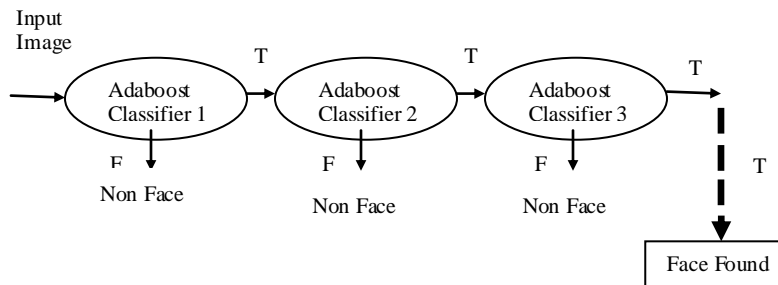 Input
Image
T
T
T
Adaboost
Classifier 1
Adaboost
Classifier 2
Adaboost
Classifier 3
F
F
F
T
Non Face
Non Face
Non Face
Face Found